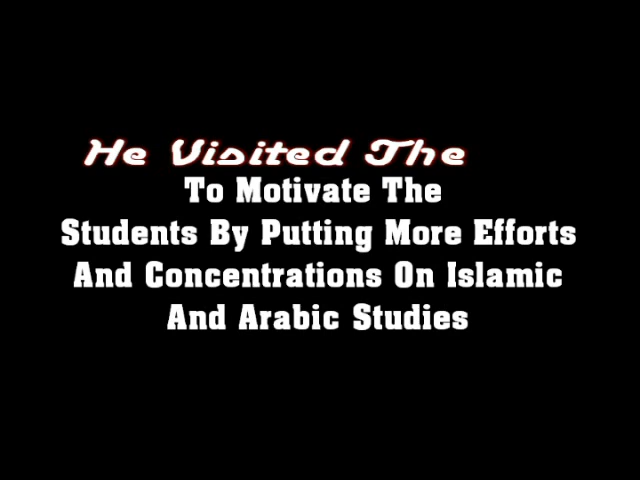 He Visited The
To Motivate The
Students By Putting More Efforts
And Concentrations On Islamic
And Arabic Studies